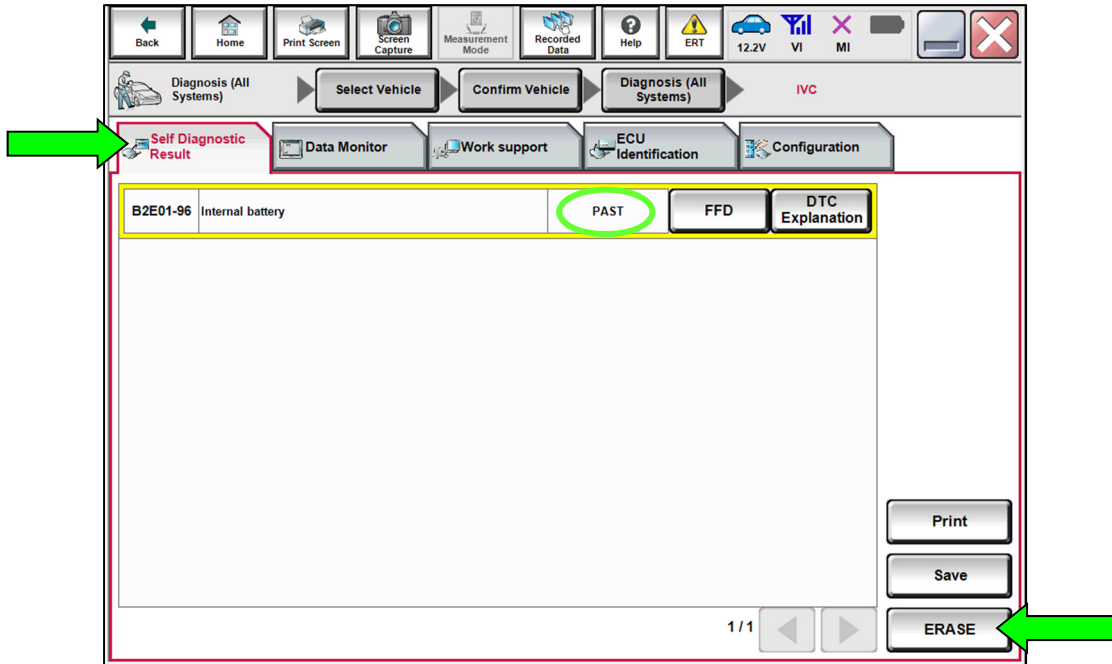 Back
Home
Print Screen
Screen
Capture
Measurement
Mode
Recorded
Data
Help
ERT
12.2V
VI
MI
Diagnosis (All
Systems)
Select Vehicle
Confirm Vehicle
Diagnosis (All
Systems)
IVC
Self Diagnostic
Result
Data Monitor
Work support
ECU
Identification
Configuration
B2E01-96
Internal battery
PAST
FFD
DTC
Explanation
Print
Save
1 / 1
ERASE